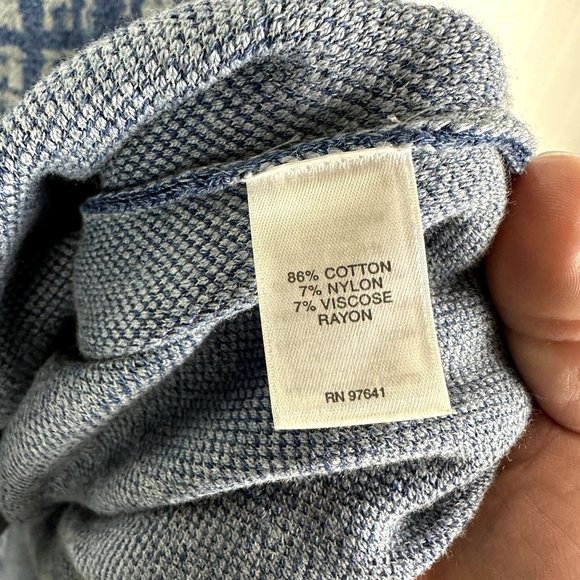 86% COTTON
7% NYLON
7% VISCOSE
RAYON
RN 97641